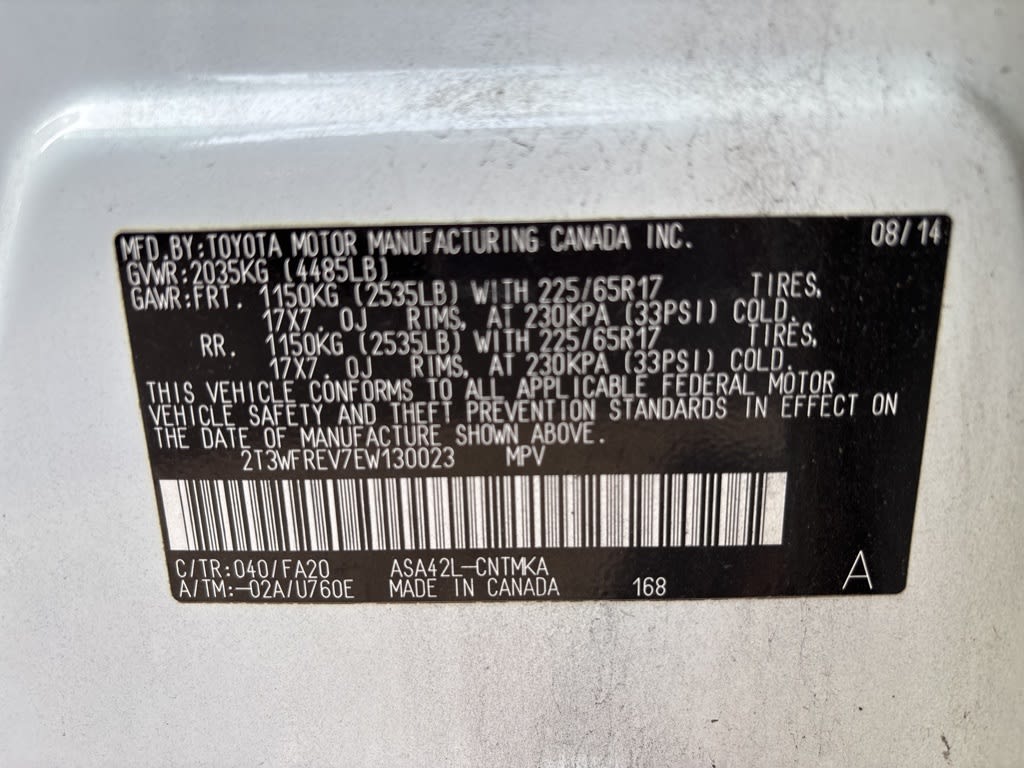 MFD.BY:TOYOTA MOTOR MANUFACTURING CANADA INC. 08/14
GVWR:2035KG (4485LB)
GAWR:FRT. 1150KG (2535LB) WITH 225/65R17 TIRES,
17X7.0J RIMS, AT 230KPA (33PSI) COLD.
RR. 1150KG (2535LB) WITH 225/65R17 TIRES,
17X7.0J RIMS, AT 230KPA (33PSI) COLD.
THIS VEHICLE CONFORMS TO ALL APPLICABLE FEDERAL MOTOR
VEHICLE SAFETY AND THEFT PREVENTION STANDARDS IN EFFECT ON
THE DATE OF MANUFACTURE SHOWN ABOVE.
2T3WFREV7EW130023 MPV
C/TR:040/FA20 ASA42L-CNTMKA
A/TM:-02A/U760E MADE IN CANADA 168 A